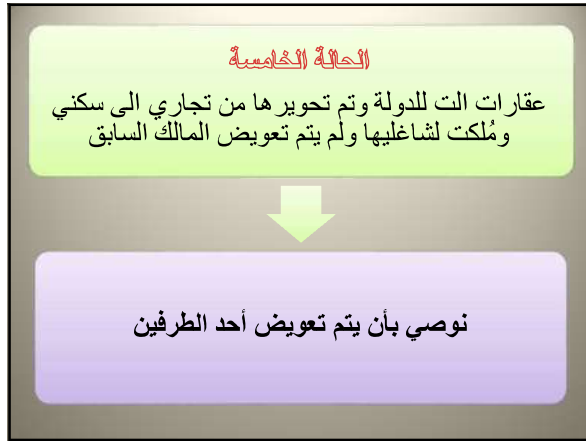 الحالة الخامسة
عقارات الت للدولة وتم تحويرها من تجاري الى سكني
ومُلكت لشاغليها ولم يتم تعويض المالك السابق
نوصي بأن يتم تعويض أحد الطرفين